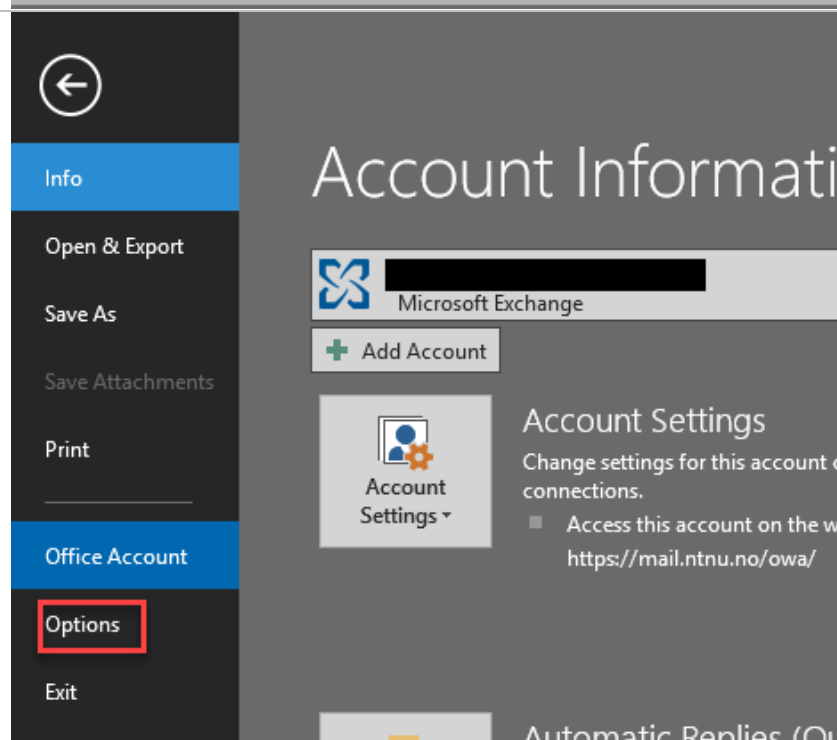 Info
Open & Export
Save As
Save Attachments
Print
Office Account
Options
Exit
Account
Microsoft Exchange
Add Account
Account
Settings
Account Settings
Change settings for this account
connections.
Access this account on the
https://mail.ntnu.no/owa/
Automatic Replies